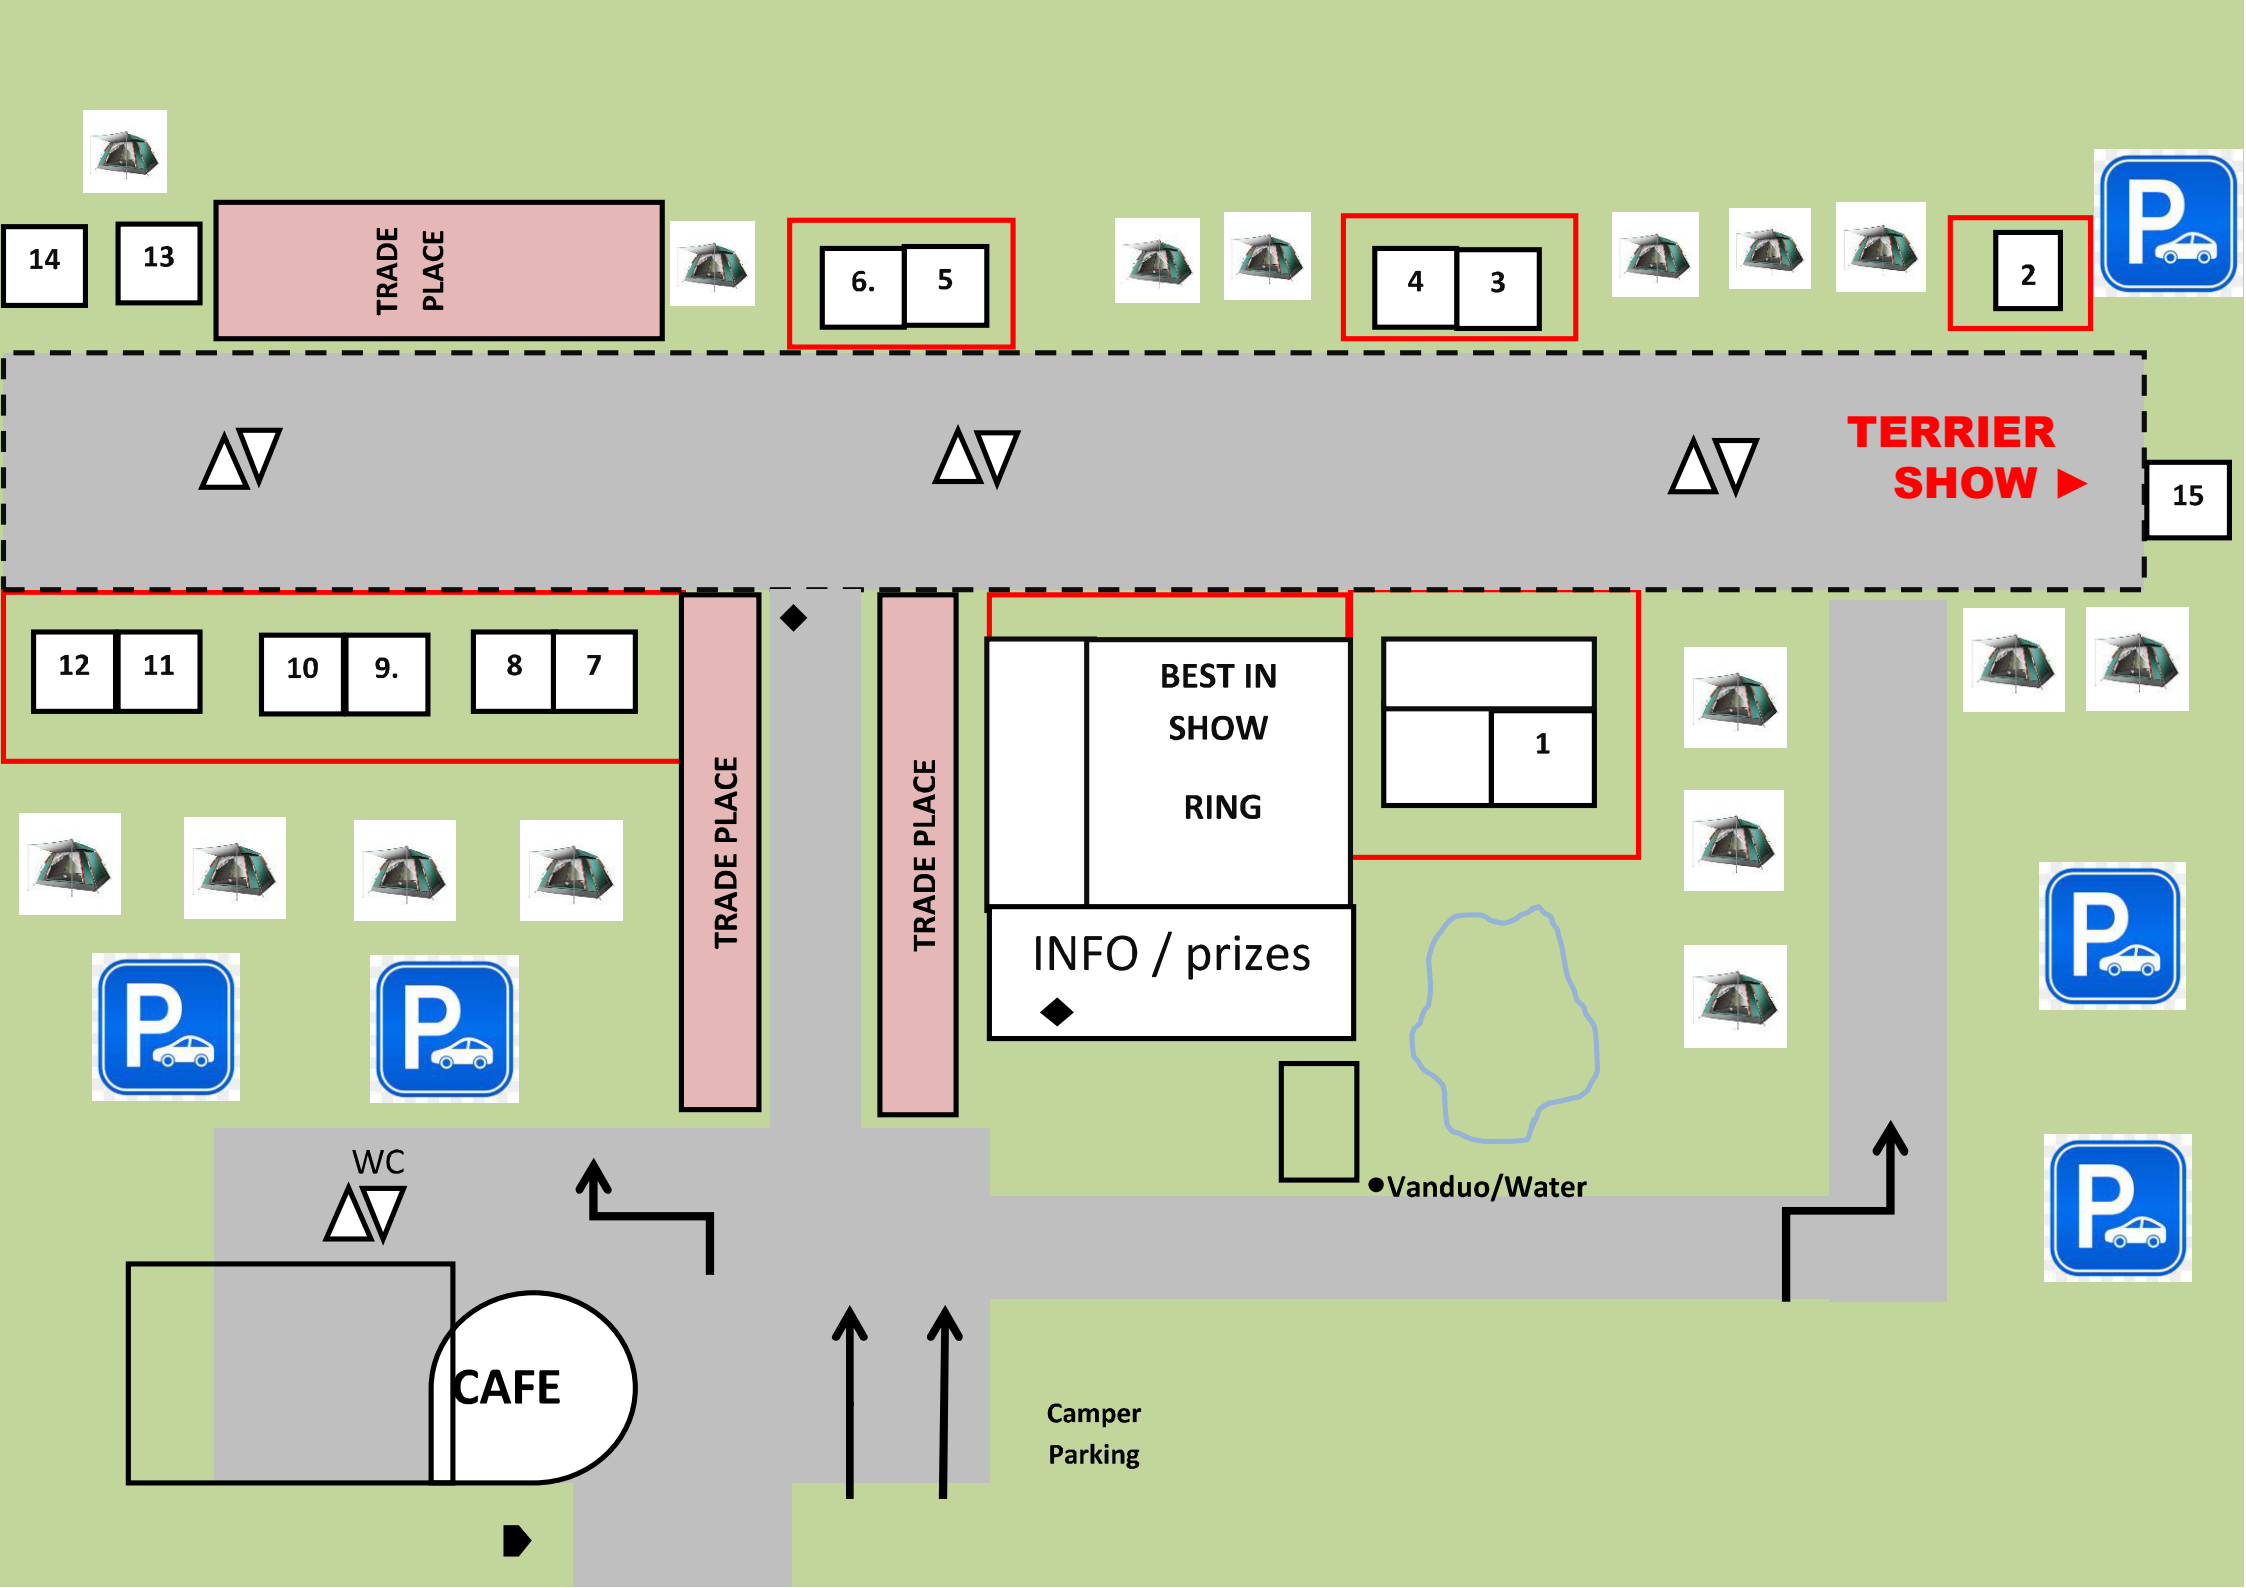 P
14
13
TRADE
PLACE
6.
5
4
3
2
TERRIER
SHOW ►
15
12
11
10
9.
8
7
TRADE PLACE
TRADE PLACE
BEST IN
SHOW
RING
1
INFO / prizes
P
P
P
P
WC
●Vanduo/Water
CAFE
Camper
Parking